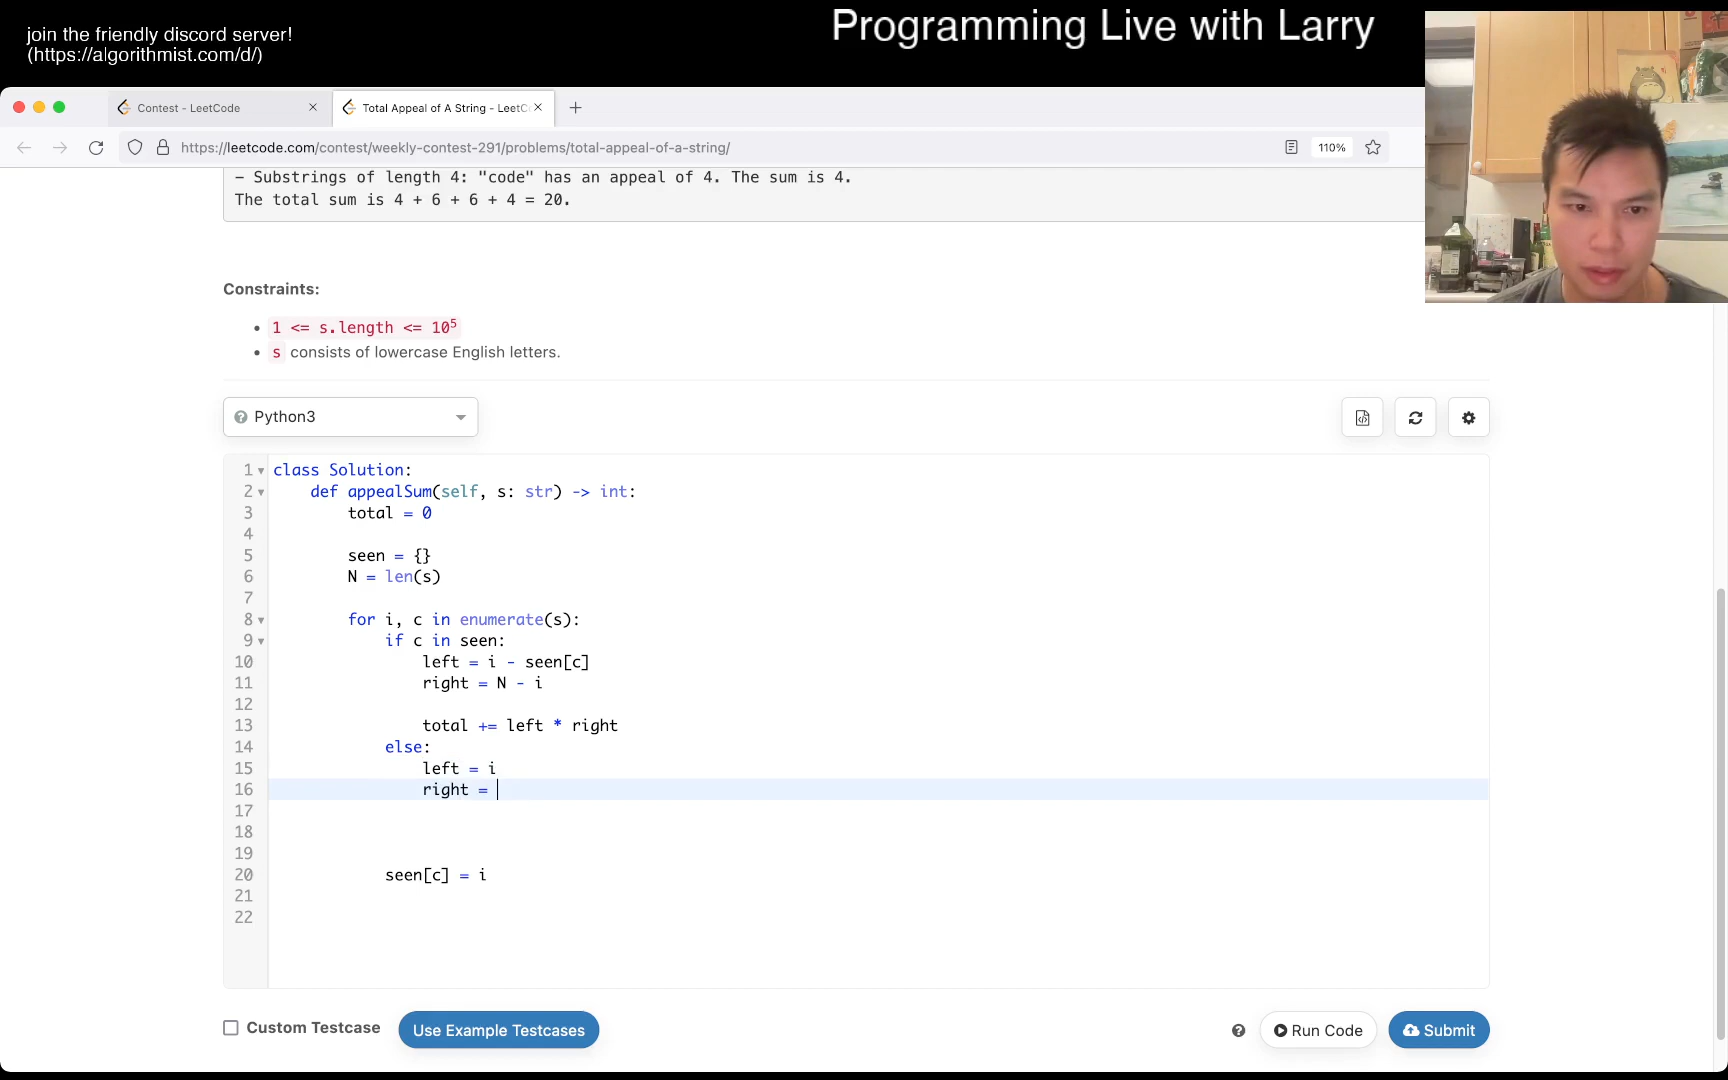 join the friendly discord server!
(https://algorithmist.com/d/)
Programming Live with Larry
Contest - LeetCode
Total Appeal of A String - LeetC
https://leetcode.com/contest/weekly-contest-291/problems/total-appeal-of-a-string/
110%
- Substrings of length 4: "code" has an appeal of 4. The sum is 4.
The total sum is 4 + 6 + 6 + 4 = 20.
Constraints:
• 1 <= s.length <= 10⁵
• s consists of lowercase English letters.
Python3
1 class Solution:
2     def appealSum(self, s: str) -> int:
3         total = 0
4
5         seen = {}
6         N = len(s)
7
8         for i, c in enumerate(s):
9             if c in seen:
10                 left = i - seen[c]
11                 right = N - i
12
13                 total += left * right
14             else:
15                 left = i
16                 right =
17
18
19
20             seen[c] = i
21
22
Custom Testcase
Use Example Testcases
Run Code
Submit